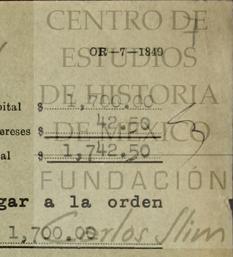 CENTRO DE
OR-7-1849
ESTUDIOS
DE HISTORIA
pital $ 1,700.00
ereses $ 42.50
DE MÉXICO
al $ 1,742.50
FUNDACIÓN
gar a la orden
1,700.00
Carlos Slim